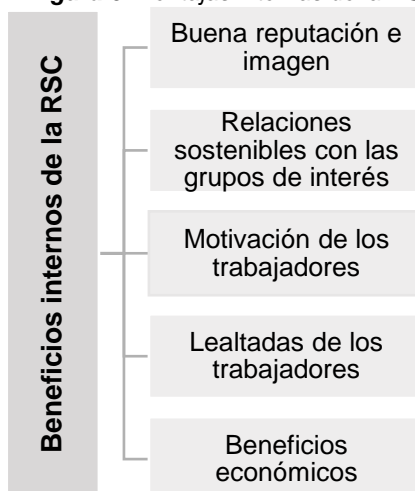 Beneficios internos de la RSC
Buena reputación e
imagen
Relaciones
sostenibles con las
grupos de interés
Motivación de los
trabajadores
Lealtadas de los
trabajadores
Beneficios
económicos